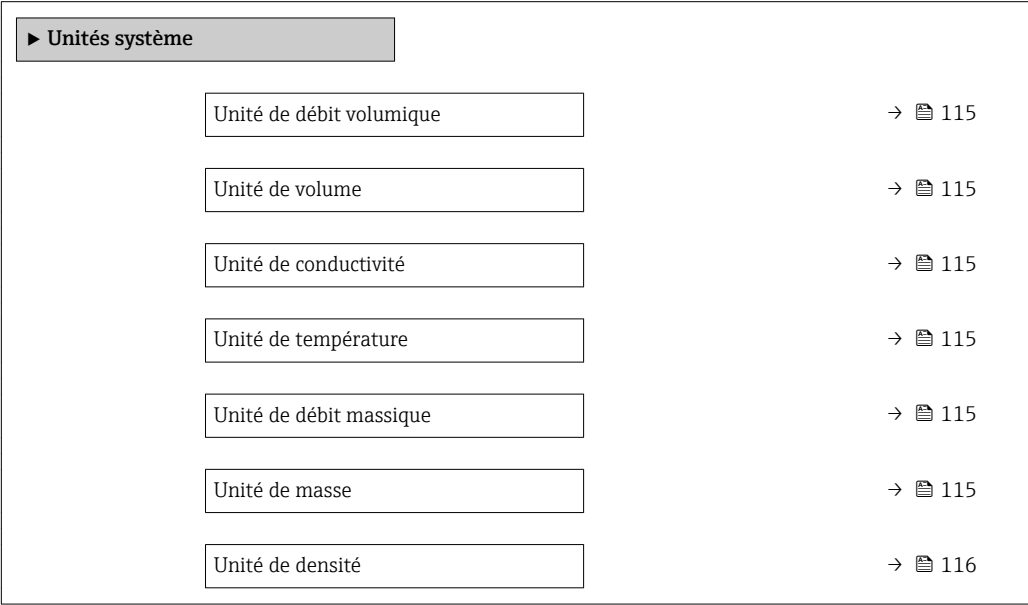 ▶ Unités système
Unité de débit volumique → 🖺 115
Unité de volume → 🖺 115
Unité de conductivité → 🖺 115
Unité de température → 🖺 115
Unité de débit massique → 🖺 115
Unité de masse → 🖺 115
Unité de densité → 🖺 116